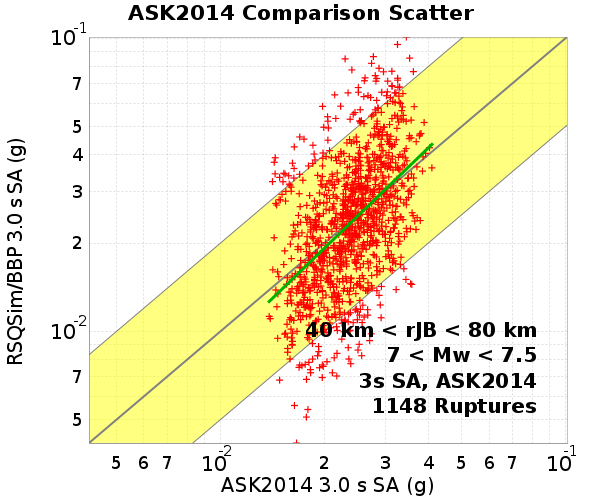 ASK2014 Comparison Scatter
RSQSim/BBP 3.0 s SA (g)
10-1
7
5
4
3
2
10-2
7
5
40 km < rJB < 80 km
7 < Mw < 7.5
3s SA, ASK2014
1148 Ruptures
5 6 7 10-2 2 3 4 5 6 7 10-1
ASK2014 3.0 s SA (g)